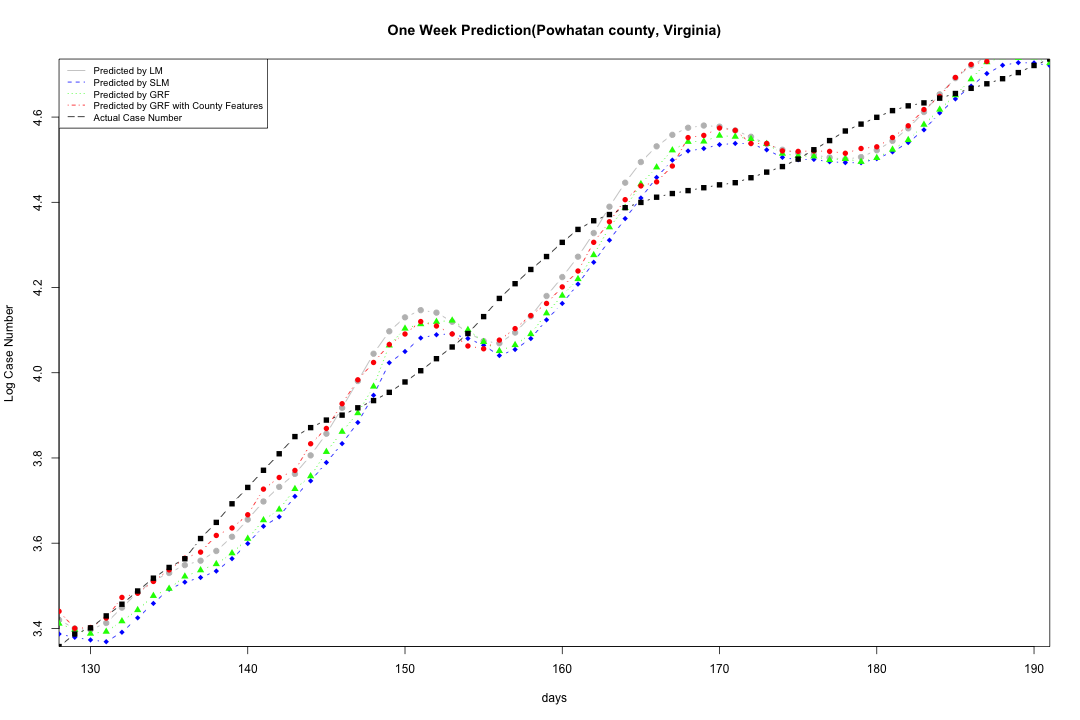 One Week Prediction(Powhatan county, Virginia)
Predicted by LM
Predicted by SLM
Predicted by GRF
Predicted by GRF with County Features
Actual Case Number
Log Case Number
4.6
4.4
4.2
4.0
3.8
3.6
3.4
130 140 150 160 170 180 190
days